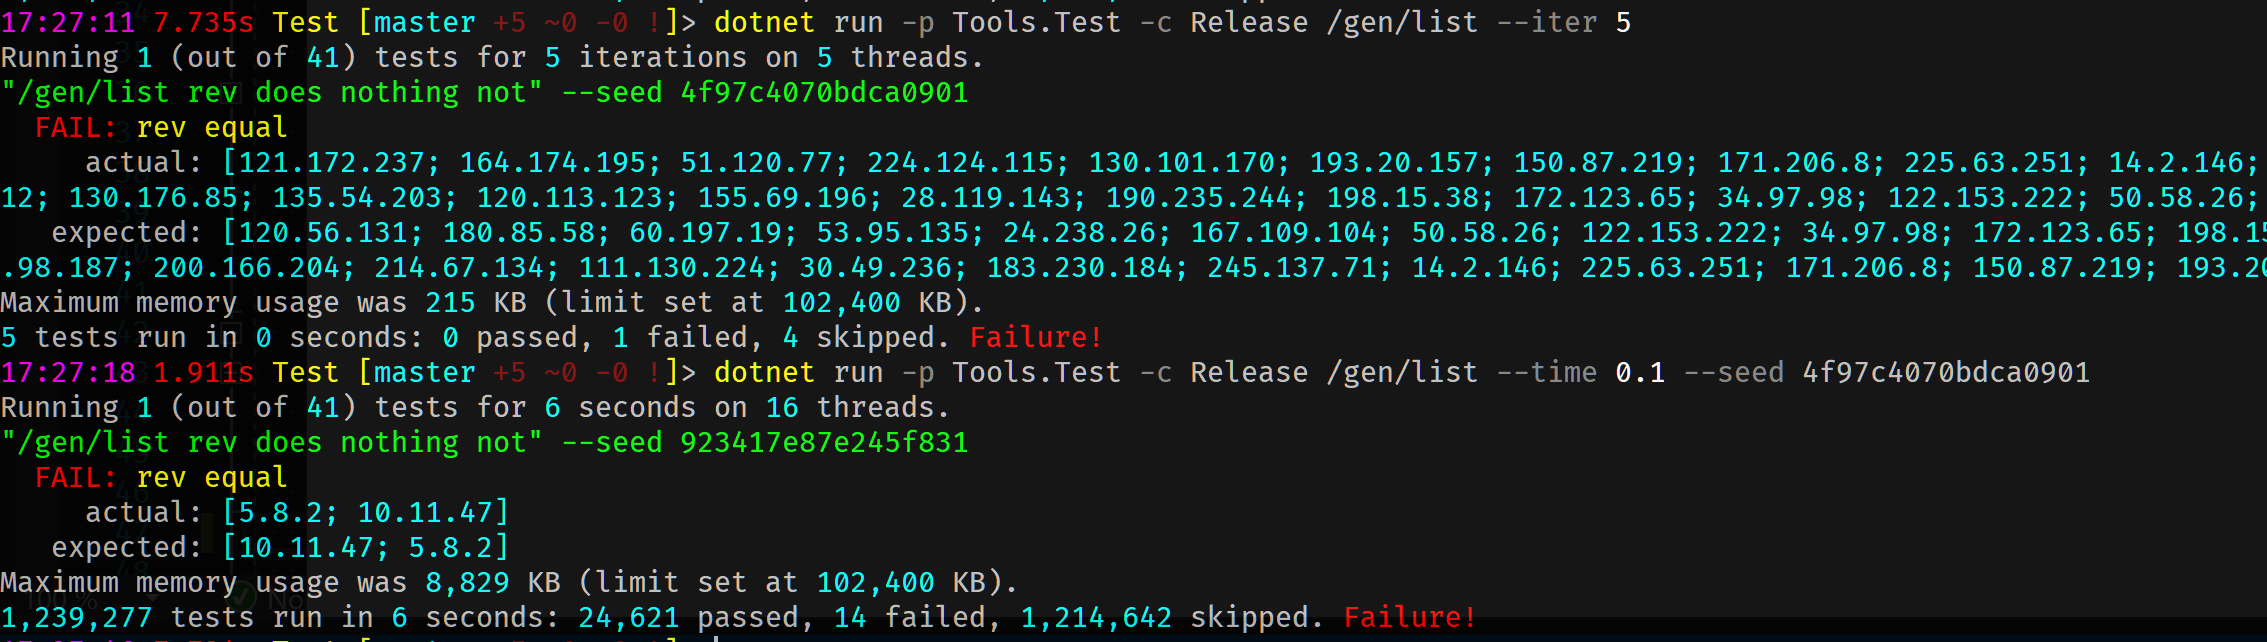 17:27:11 7.735s Test [master +5 ~0 -0 !]> dotnet run -p Tools.Test -c Release /gen/list --iter 5
Running 1 (out of 41) tests for 5 iterations on 5 threads.
"/gen/list rev does nothing not" --seed 4f97c4070bdca0901
FAIL: rev equal
actual: [121.172.237; 164.174.195; 51.120.77; 224.124.115; 130.101.170; 193.20.157; 150.87.219; 171.206.8; 225.63.251; 14.2.146;
12; 130.176.85; 135.54.203; 120.113.123; 155.69.196; 28.119.143; 190.235.244; 198.15.38; 172.123.65; 34.97.98; 122.153.222; 50.58.26;
expected: [120.56.131; 180.85.58; 60.197.19; 53.95.135; 24.238.26; 167.109.104; 50.58.26; 122.153.222; 34.97.98; 172.123.65; 198.15
.98.187; 200.166.204; 214.67.134; 111.130.224; 30.49.236; 183.230.184; 245.137.71; 14.2.146; 225.63.251; 171.206.8; 150.87.219; 193.20
Maximum memory usage was 215 KB (limit set at 102,400 KB).
5 tests run in 0 seconds: 0 passed, 1 failed, 4 skipped. Failure!
17:27:18 1.911s Test [master +5 ~0 -0 !]> dotnet run -p Tools.Test -c Release /gen/list --time 0.1 --seed 4f97c4070bdca0901
Running 1 (out of 41) tests for 6 seconds on 16 threads.
"/gen/list rev does nothing not" --seed 923417e87e245f831
FAIL: rev equal
actual: [5.8.2; 10.11.47]
expected: [10.11.47; 5.8.2]
Maximum memory usage was 8,829 KB (limit set at 102,400 KB).
1,239,277 tests run in 6 seconds: 24,621 passed, 14 failed, 1,214,642 skipped. Failure!